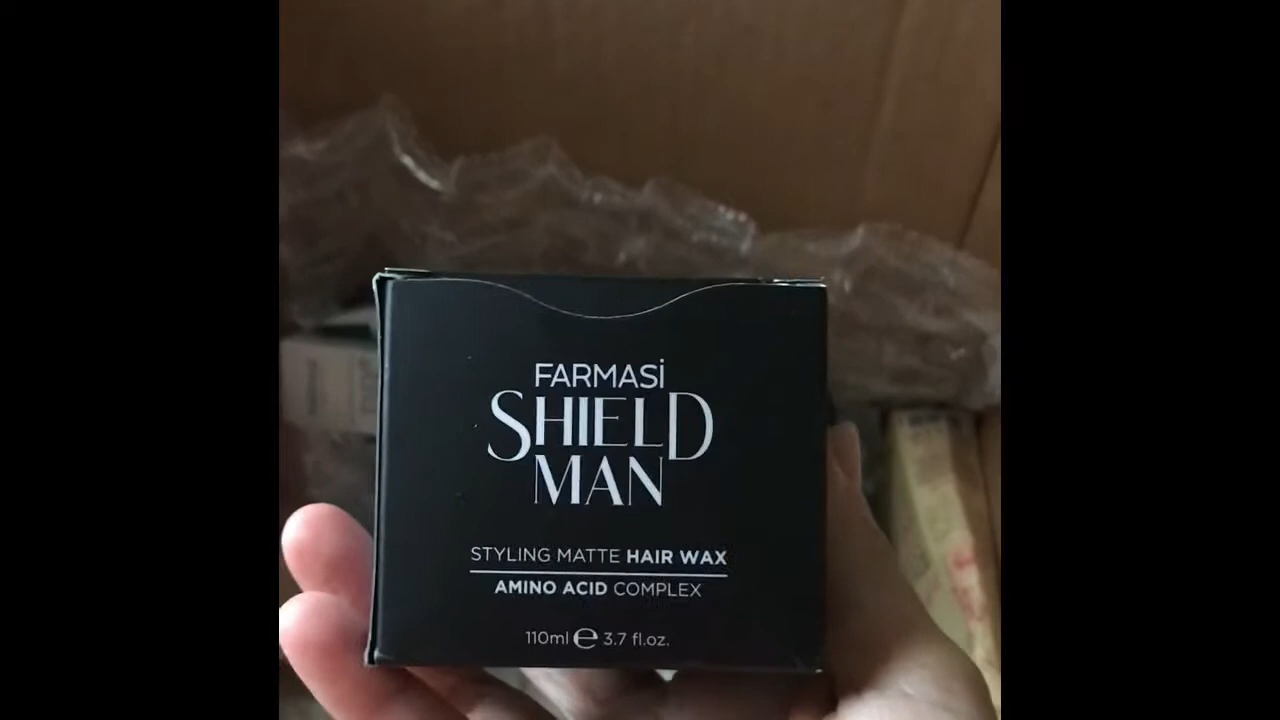 FARMASi
SHIELD
MAN
STYLING MATTE HAIR WAX
AMINO ACID COMPLEX
110ml ℮ 3.7 fl.oz.